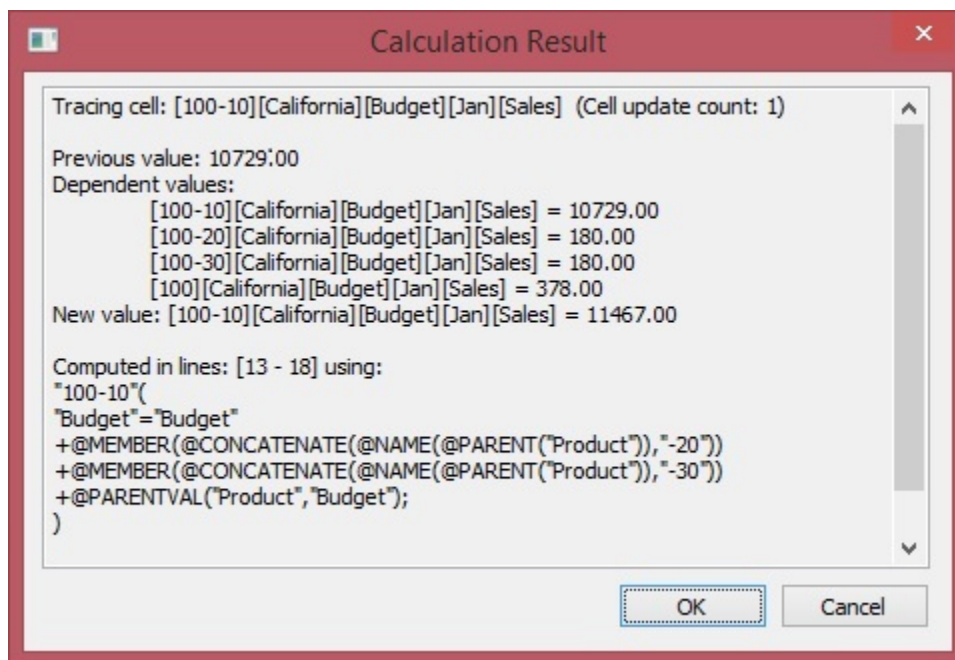 Calculation Result
Tracing cell: [100-10][California][Budget][Jan][Sales] (Cell update count: 1)
Previous value: 10729.00
Dependent values:
[100-10][California][Budget][Jan][Sales] = 10729.00
[100-20][California][Budget][Jan][Sales] = 180.00
[100-30][California][Budget][Jan][Sales] = 180.00
[100][California][Budget][Jan][Sales] = 378.00
New value: [100-10][California][Budget][Jan][Sales] = 11467.00
Computed in lines: [13 - 18] using:
"100-10"(
"Budget"="Budget"
+@MEMBER(@CONCATENATE(@NAME(@PARENT("Product")),"-20"))
+@MEMBER(@CONCATENATE(@NAME(@PARENT("Product")),"-30"))
+@PARENTVAL("Product","Budget");
)
OK Cancel